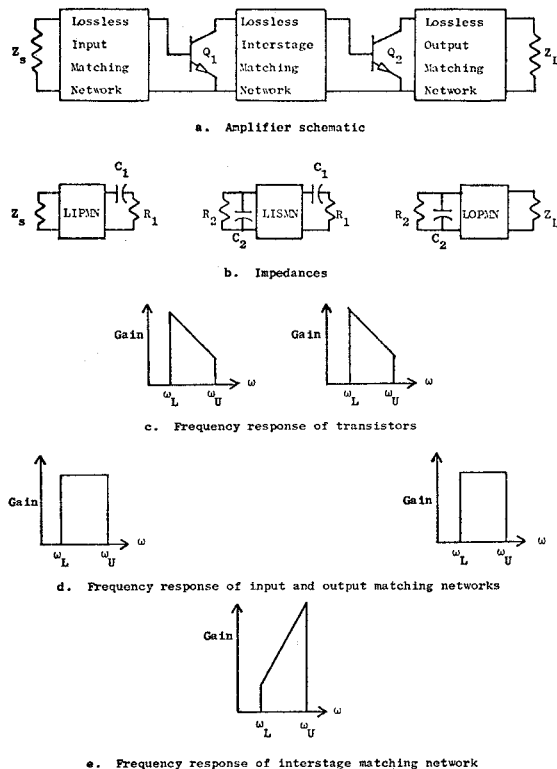 Lossless Input Matching Network
Lossless Interstage Matching Network
Lossless Output Matching Network
Z_s
Q_1
Q_2
Z_L
a. Amplifier schematic
Z_s
LIPMN
C_1
R_1
R_2
C_2
LISMN
C_1
R_1
R_2
C_2
LOPMN
Z_L
b. Impedances
Gain
ω_L
ω_U
ω
Gain
ω_L
ω_U
ω
c. Frequency response of transistors
Gain
ω_L
ω_U
ω
Gain
ω_L
ω_U
ω
d. Frequency response of input and output matching networks
Gain
ω_L
ω_U
ω
e. Frequency response of interstage matching network